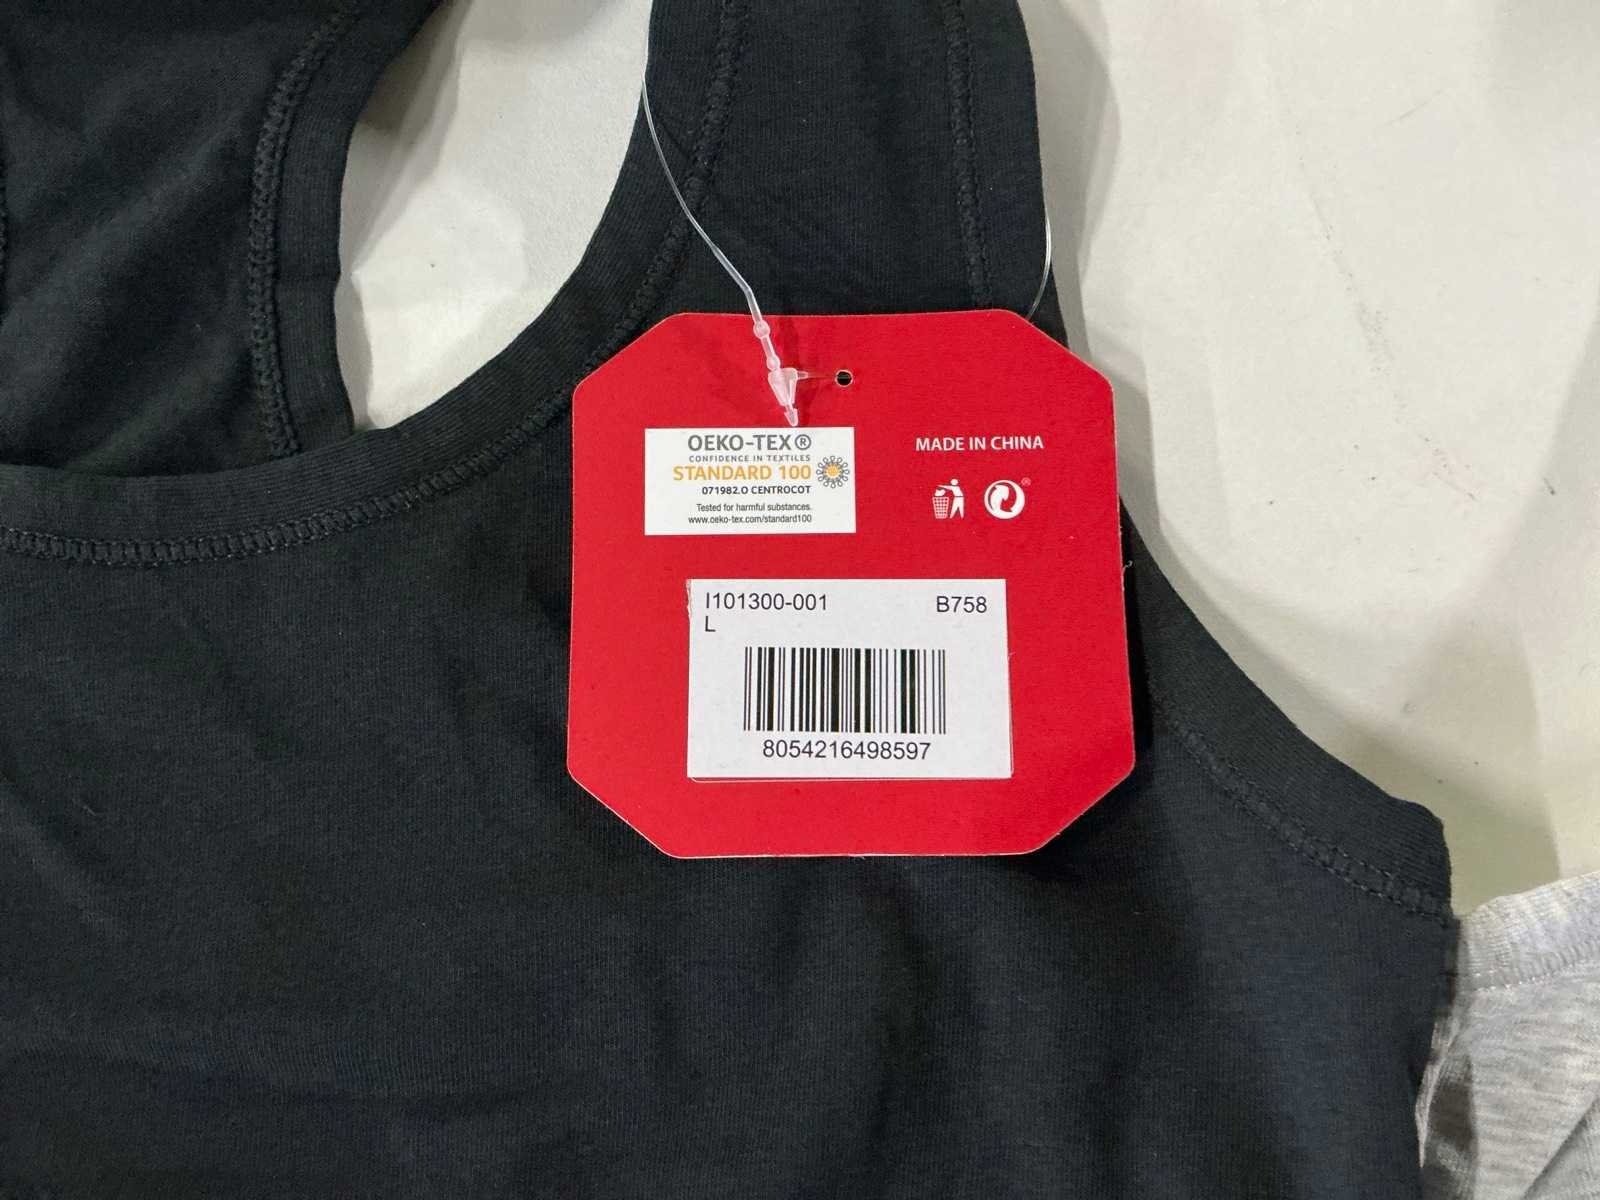 OEKO-TEX®
CONFIDENCE IN TEXTILES
STANDARD 100
071982.O CENTROCOT
Tested for harmful substances.
www.oeko-tex.com/standard100
MADE IN CHINA
®
I101300-001 B758
L
8054216498597